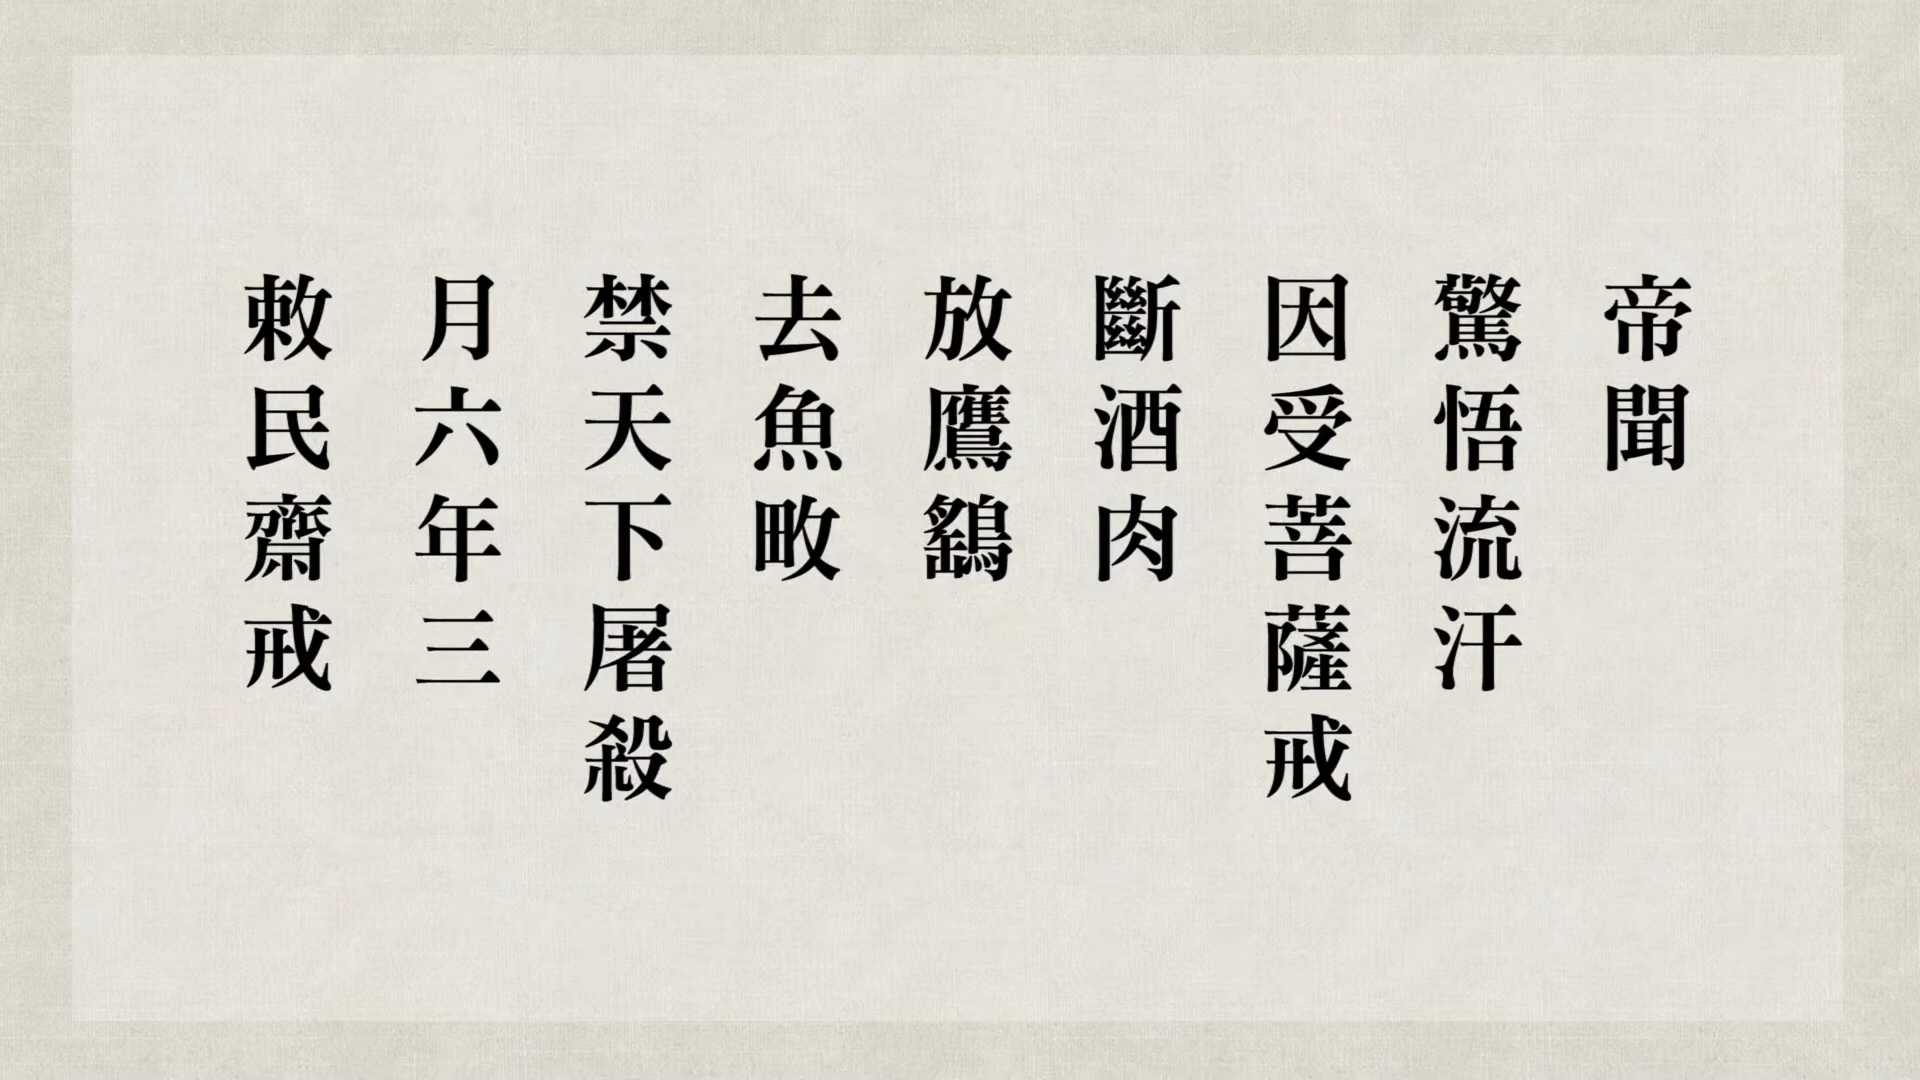 帝聞
驚悟流汗
因受菩薩戒
斷酒肉
放鷹鷂
去魚畋
禁天下屠殺
月六年三
敕民齋戒